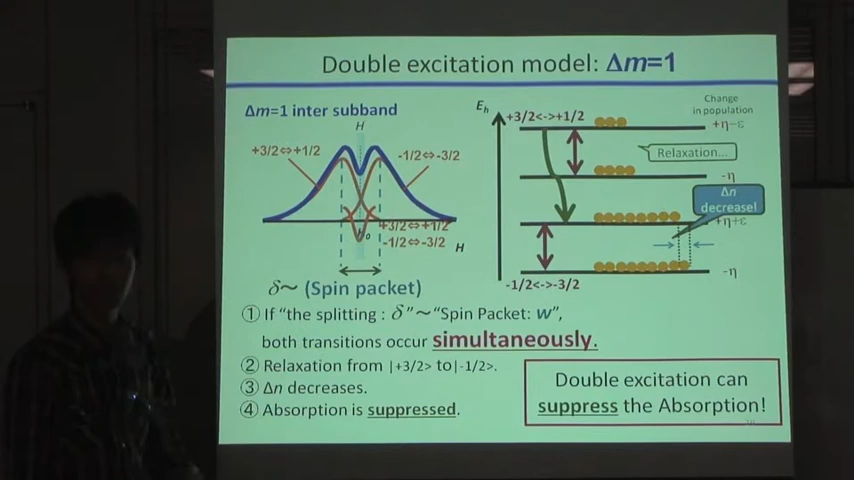 Double excitation model: Δm=1
Δm=1 inter subband
H
+3/2⇔+1/2
-1/2⇔-3/2
+3/2⇔+1/2
-1/2⇔-3/2
H
δ～ (Spin packet)
E_h
+3/2<->+1/2
Change
in population
+η-ε
Relaxation...
-η
Δn
decrease!
+η+ε
-1/2<->-3/2
-η
① If "the splitting : δ"～"Spin Packet: w",
both transitions occur simultaneously.
② Relaxation from |+3/2> to |-1/2>.
③ Δn decreases.
④ Absorption is suppressed.
Double excitation can
suppress the Absorption!